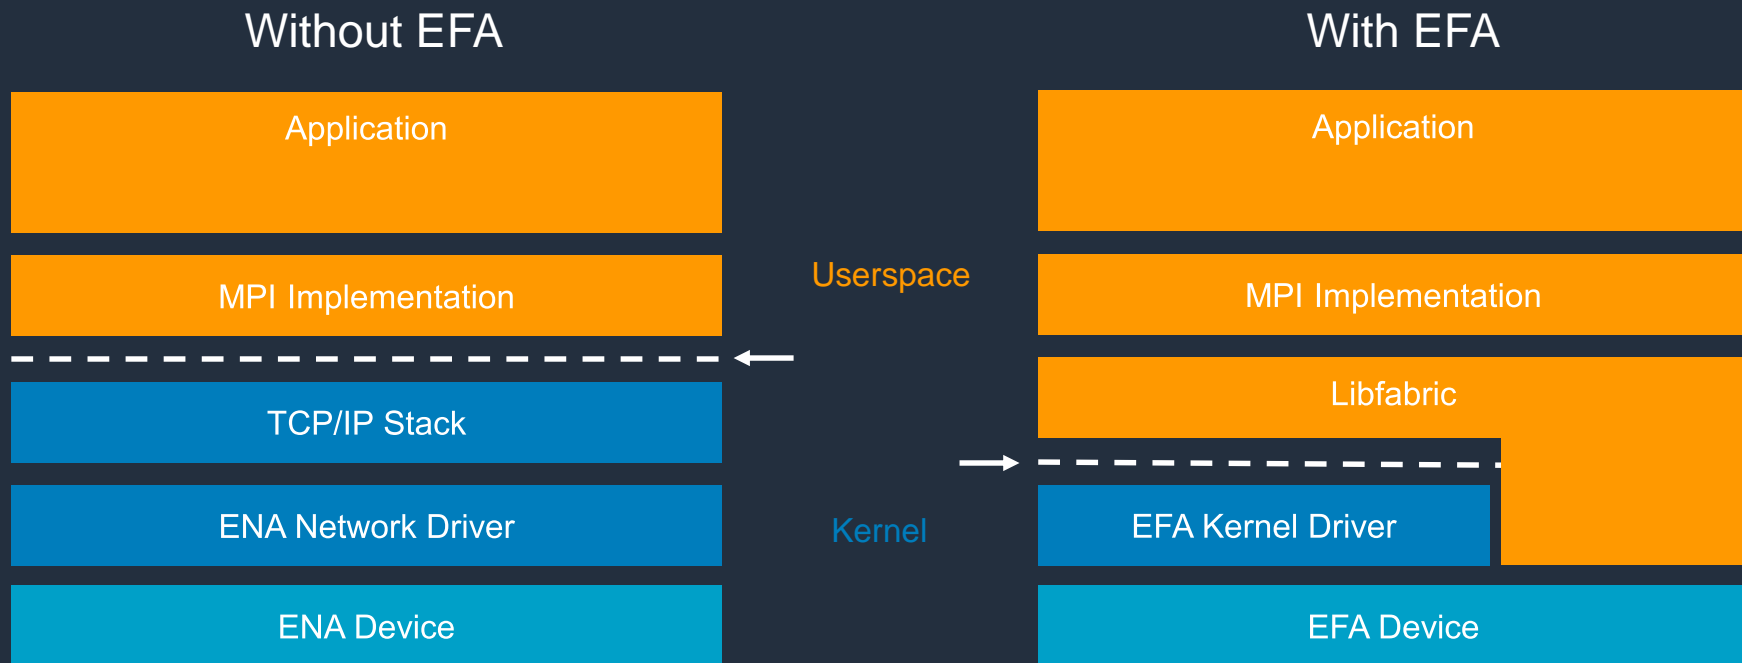 Without EFA
Application
MPI Implementation
TCP/IP Stack
ENA Network Driver
ENA Device
Userspace
Kernel
With EFA
Application
MPI Implementation
Libfabric
EFA Kernel Driver
EFA Device